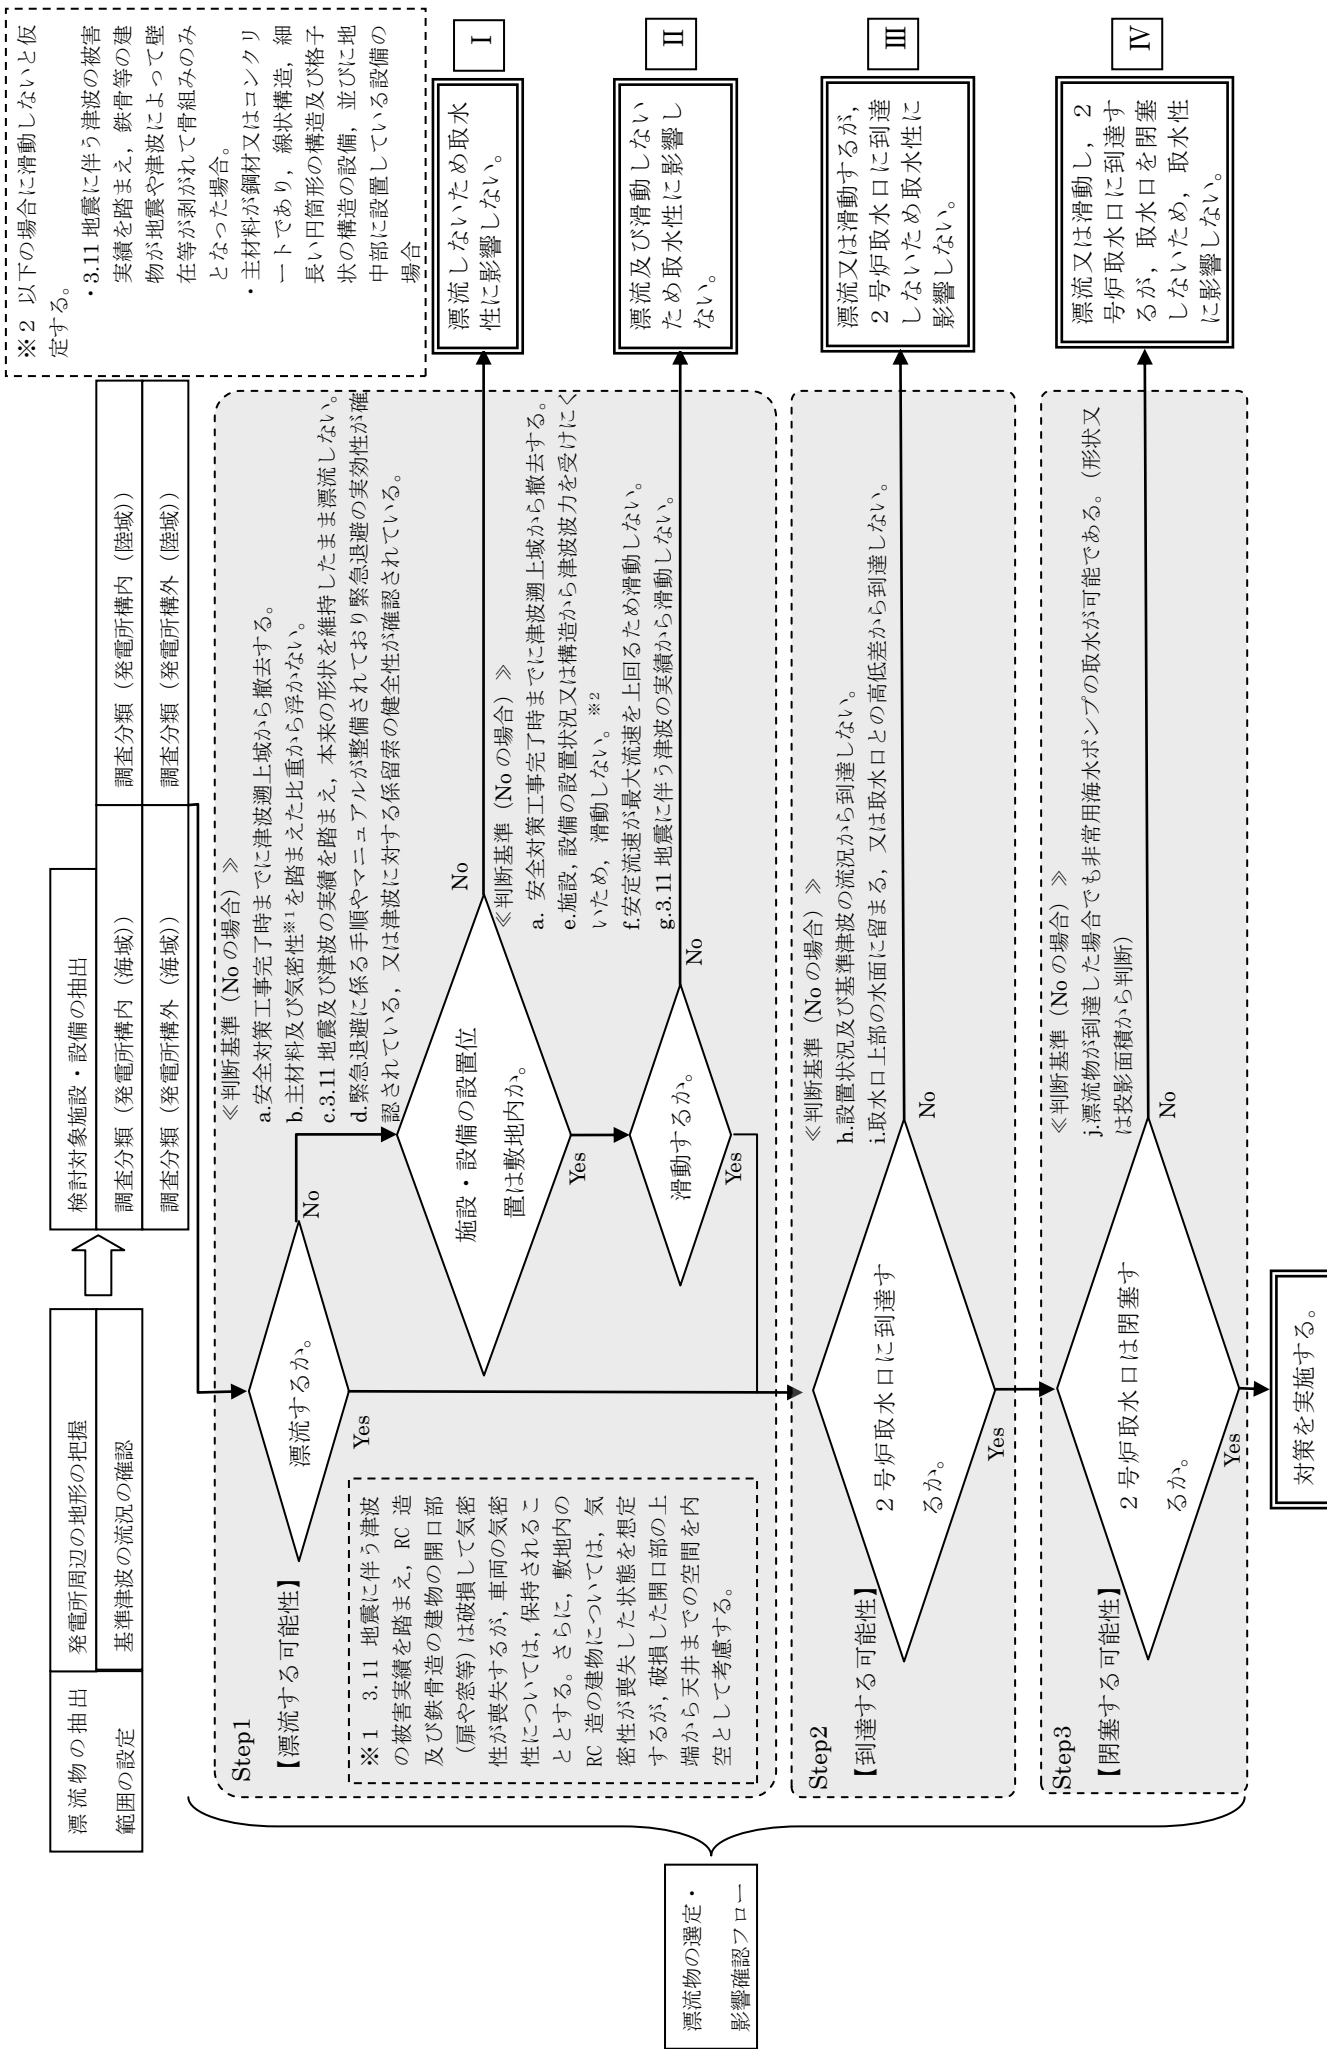 漂流物の抽出
範囲の設定
発電所周辺の地形の把握
基準津波の流況の確認
検討対象施設・設備の抽出
調査分類（発電所構内（海域））
調査分類（発電所構内（陸域））
調査分類（発電所構外（海域））
調査分類（発電所構外（陸域））
※２ 以下の場合に滑動しないと仮
定する。
・3.11 地震に伴う津波の被害
実績を踏まえ，鉄骨等の建
物が地震や津波によって壁
在等が剥がれて骨組みのみ
となった場合。
・主材料が鋼材又はコンクリ
ートであり，線状構造，細
長い円筒形の構造及び格子
状の構造の設備，並びに地
中部に設置している設備の
場合
漂流物の選定・
影響確認フロー
Step1
【漂流する可能性】
漂流するか。
No
Yes
≪判断基準（No の場合）≫
a.安全対策工事完了時までに津波遡上域から撤去する。
b.主材料及び気密性※1を踏まえた比重から浮かない。
c.3.11 地震及び津波の実績を踏まえ，本来の形状を維持したまま漂流しない。
d.緊急退避に係る手順やマニュアルが整備されており緊急退避の実効性が確
認されている，又は津波に対する係留索の健全性が確認されている。
※１ 3.11 地震に伴う津波
の被害実績を踏まえ，RC 造
及び鉄骨造の建物の開口部
（扉や窓等）は破損して気密
性が喪失するが，車両の気密
性については，保持されるこ
ととする。さらに，敷地内の
RC 造の建物については，気
密性が喪失した状態を想定
するが，破損した開口部の上
端から天井までの空間を内
空として考慮する。
施設・設備の設置位
置は敷地内か。
No
Yes
漂流しないため取水
性に影響しない。
Ⅰ
≪判断基準（No の場合）≫
a. 安全対策工事完了時までに津波遡上域から撤去する。
e.施設，設備の設置状況又は構造から津波波力を受けにく
いため，滑動しない。※2
f.安定流速が最大流速を上回るため滑動しない。
g.3.11 地震に伴う津波の実績から滑動しない。
滑動するか。
No
Yes
漂流及び滑動しない
ため取水性に影響し
ない。
Ⅱ
Step2
【到達する可能性】
２号炉取水口に到達す
るか。
No
Yes
≪判断基準（No の場合）≫
h.設置状況及び基準津波の流況から到達しない。
i.取水口上部の水面に留まる，又は取水口との高低差から到達しない。
漂流又は滑動するが，
２号炉取水口に到達
しないため取水性に
影響しない。
Ⅲ
Step3
【閉塞する可能性】
２号炉取水口は閉塞す
るか。
No
Yes
≪判断基準（No の場合）≫
j.漂流物が到達した場合でも非常用海水ポンプの取水が可能である。（形状又
は投影面積から判断）
漂流又は滑動し，２
号炉取水口に到達す
るが，取水口を閉塞
しないため，取水性
に影響しない。
Ⅳ
対策を実施する。